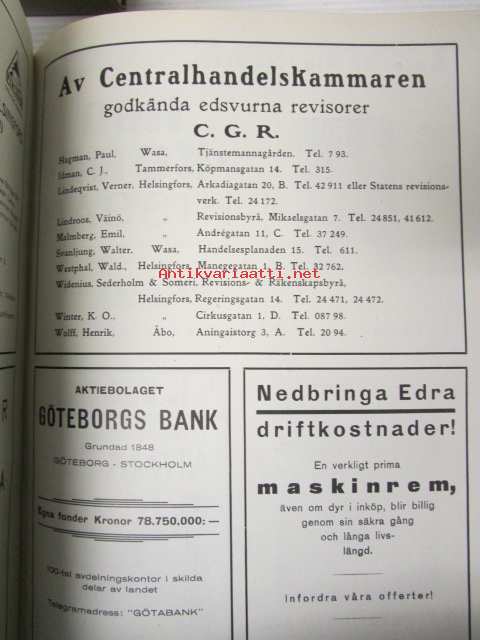 Av Centralhandelskammaren
godkända edsvurna revisorer
C. G. R.
Hagman, Paul, Wasa, Tjänstemannagården. Tel. 7 93.
Idman, C. J., Tammerfors, Köpmansgatan 14. Tel. 315.
Lindeqvist, Verner, Helsingfors, Arkadiagatan 20, B. Tel. 42 911 eller Statens revisions-
verk. Tel. 24 172.
Lindroos, Väinö, „ Revisionsbyrå, Mikaelsgatan 7. Tel. 24 851, 41 612.
Malmberg, Emil, „ Andrégatan 11, C. Tel. 37 249.
Svanljung, Walter, Wasa, Handelsesplanaden 15. Tel. 611.
Westphal, Wald., Helsingfors, Manegegatan 1, B. Tel. 32 762.
Antikvariaatti.net
Widenius, Sederholm & Someri, Revisions- & Räkenskapsbyrå,
Helsingfors, Regeringsgatan 14. Tel. 24 471, 24 472.
Winter, K. O., „ Cirkusgatan 1, D. Tel. 087 98.
Wolff, Henrik, Åbo, Aningaistorg 3, A. Tel. 20 94.
AKTIEBOLAGET
GÖTEBORGS BANK
Grundad 1848
GÖTEBORG - STOCKHOLM
Egna fonder Kronor 78.750.000:—
100-tal avdelningskontor i skilda
delar av landet
Telegramadress: "GÖTABANK"
Nedbringa Edra
driftkostnader!
En verkligt prima
maskinrem,
även om dyr i inköp, blir billig
genom sin säkra gång
och långa livs-
längd.
Infordra våra offerter!